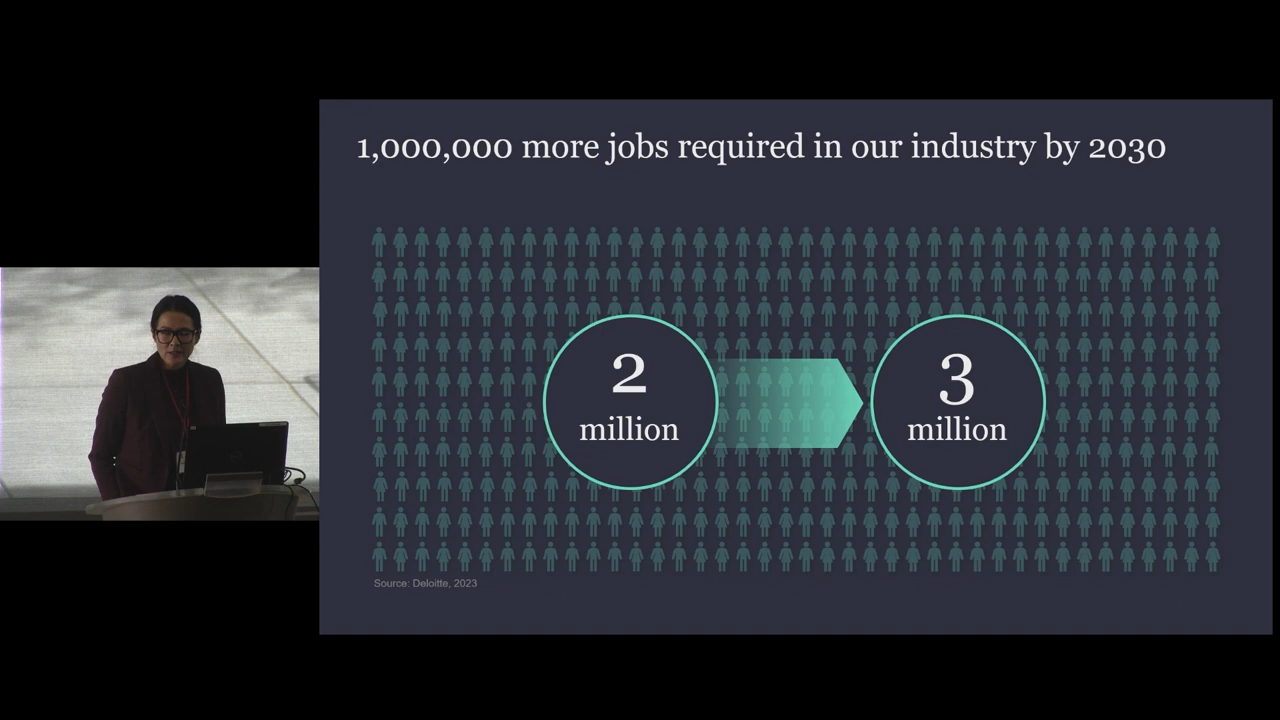 1,000,000 more jobs required in our industry by 2030
2
million
3
million
Source: Deloitte, 2023